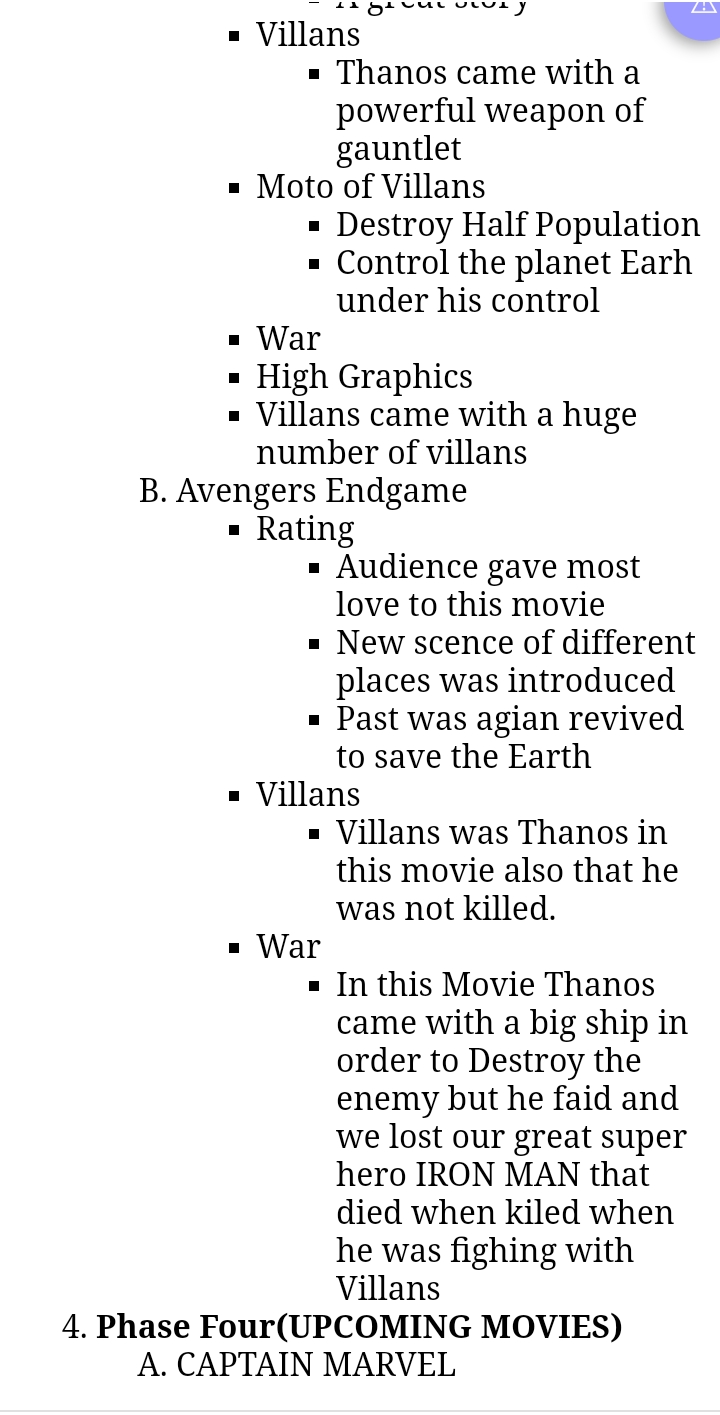 A great story
▪ Villans
▪ Thanos came with a
powerful weapon of
gauntlet
▪ Moto of Villans
▪ Destroy Half Population
▪ Control the planet Earh
under his control
▪ War
▪ High Graphics
▪ Villans came with a huge
number of villans
B. Avengers Endgame
▪ Rating
▪ Audience gave most
love to this movie
▪ New scence of different
places was introduced
▪ Past was agian revived
to save the Earth
▪ Villans
▪ Villans was Thanos in
this movie also that he
was not killed.
▪ War
▪ In this Movie Thanos
came with a big ship in
order to Destroy the
enemy but he faid and
we lost our great super
hero IRON MAN that
died when kiled when
he was fighing with
Villans
4. Phase Four(UPCOMING MOVIES)
A. CAPTAIN MARVEL